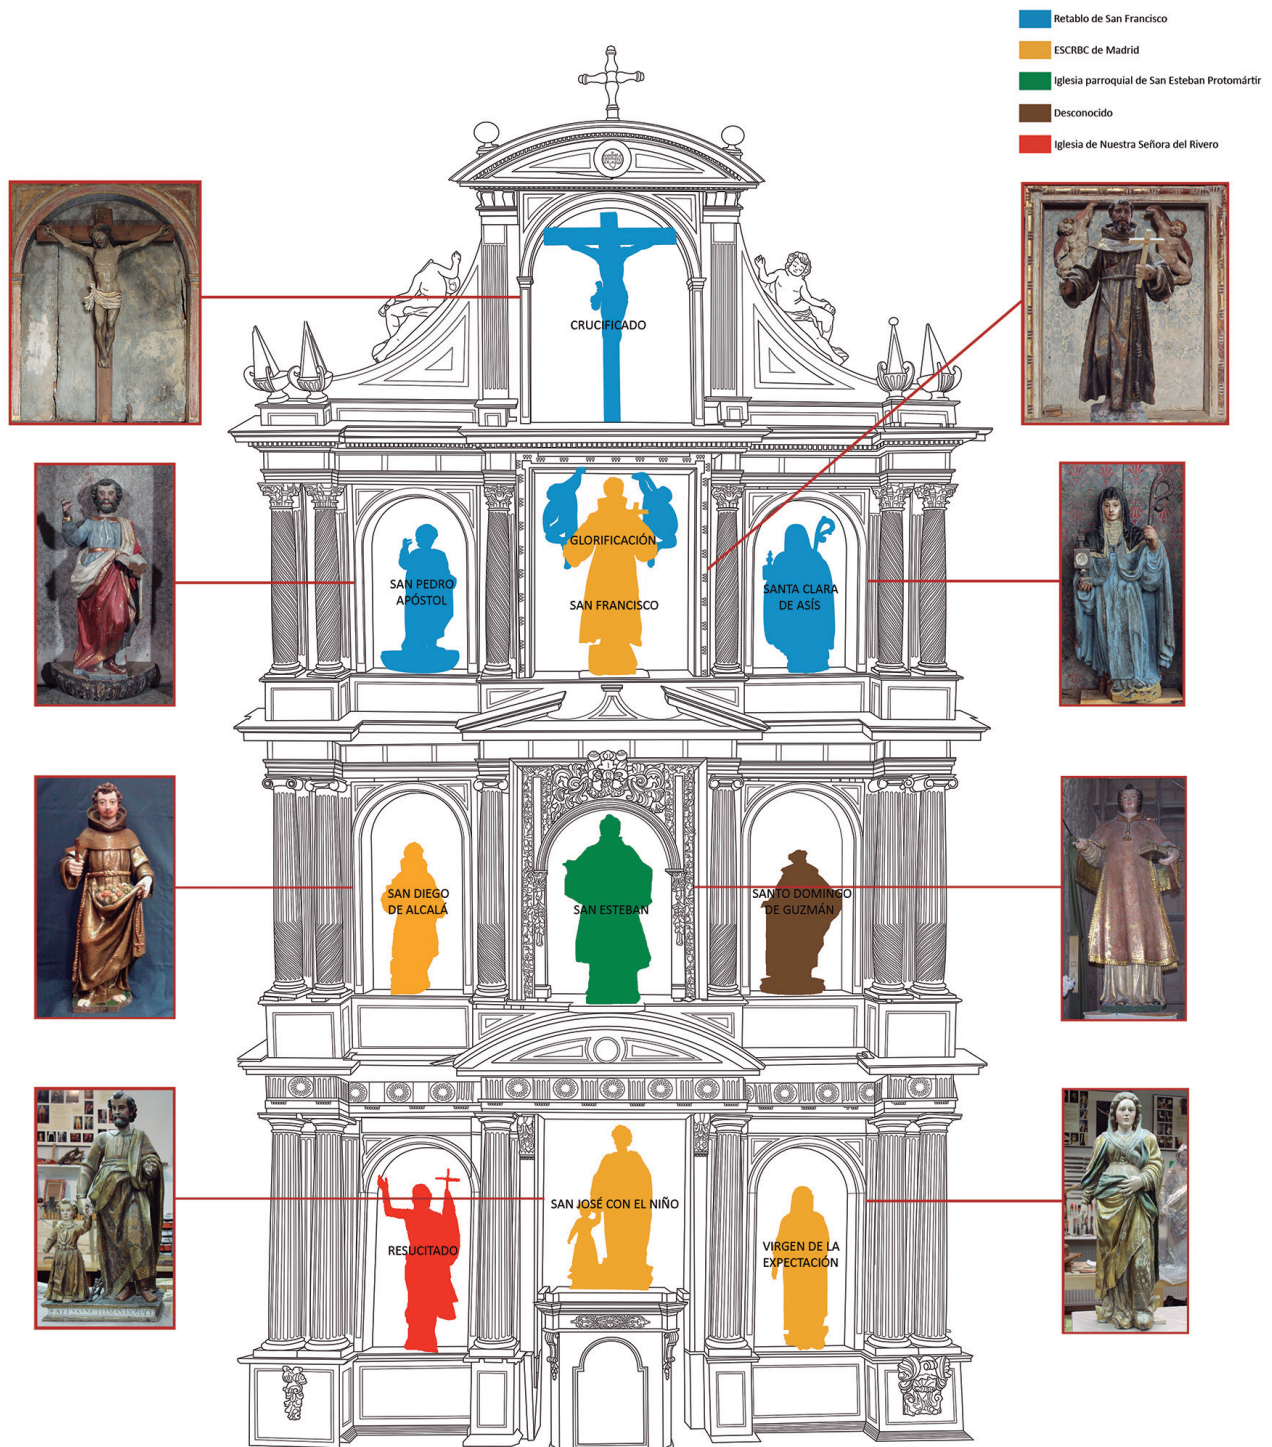 Retablo de San Francisco
ESCRBC de Madrid
Iglesia parroquial de San Esteban Protomártir
Desconocido
Iglesia de Nuestra Señora del Rivero
CRUCIFICADO
GLORIFICACIÓN
SAN PEDRO
APÓSTOL
SAN FRANCISCO
SANTA CLARA
DE ASÍS
SAN DIEGO
DE ALCALÁ
SAN ESTEBAN
SANTO DOMINGO
DE GUZMÁN
RESUCITADO
SAN JOSÉ CON EL NIÑO
VIRGEN DE LA
EXPECTACIÓN